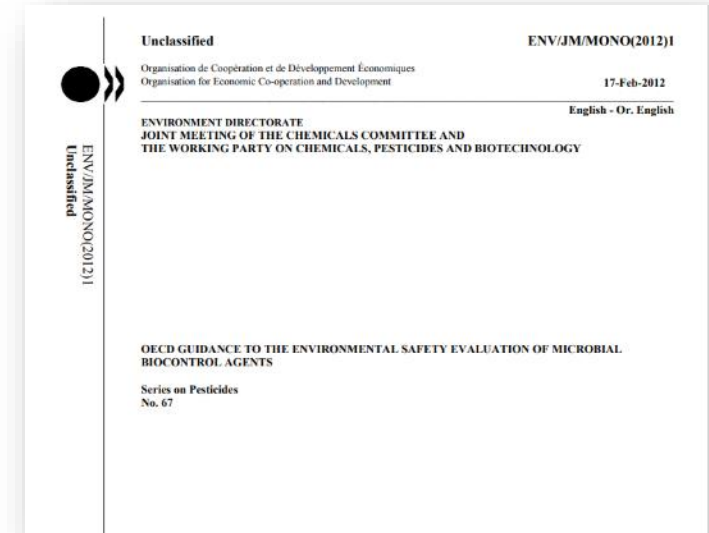 Unclassified
ENV/JM/MONO(2012)1
Organisation de Coopération et de Développement Économiques
Organisation for Economic Co-operation and Development
17-Feb-2012
English - Or. English
ENVIRONMENT DIRECTORATE
JOINT MEETING OF THE CHEMICALS COMMITTEE AND
THE WORKING PARTY ON CHEMICALS, PESTICIDES AND BIOTECHNOLOGY
ENV/JM/MONO(2012)1
Unclassified
OECD GUIDANCE TO THE ENVIRONMENTAL SAFETY EVALUATION OF MICROBIAL
BIOCONTROL AGENTS
Series on Pesticides
No. 67